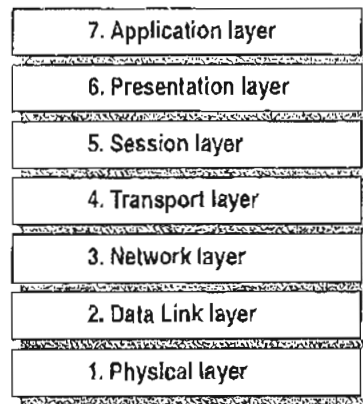 7. Application layer
6. Presentation layer
5. Session layer
4. Transport layer
3. Network layer
2. Data Link layer
1. Physical layer